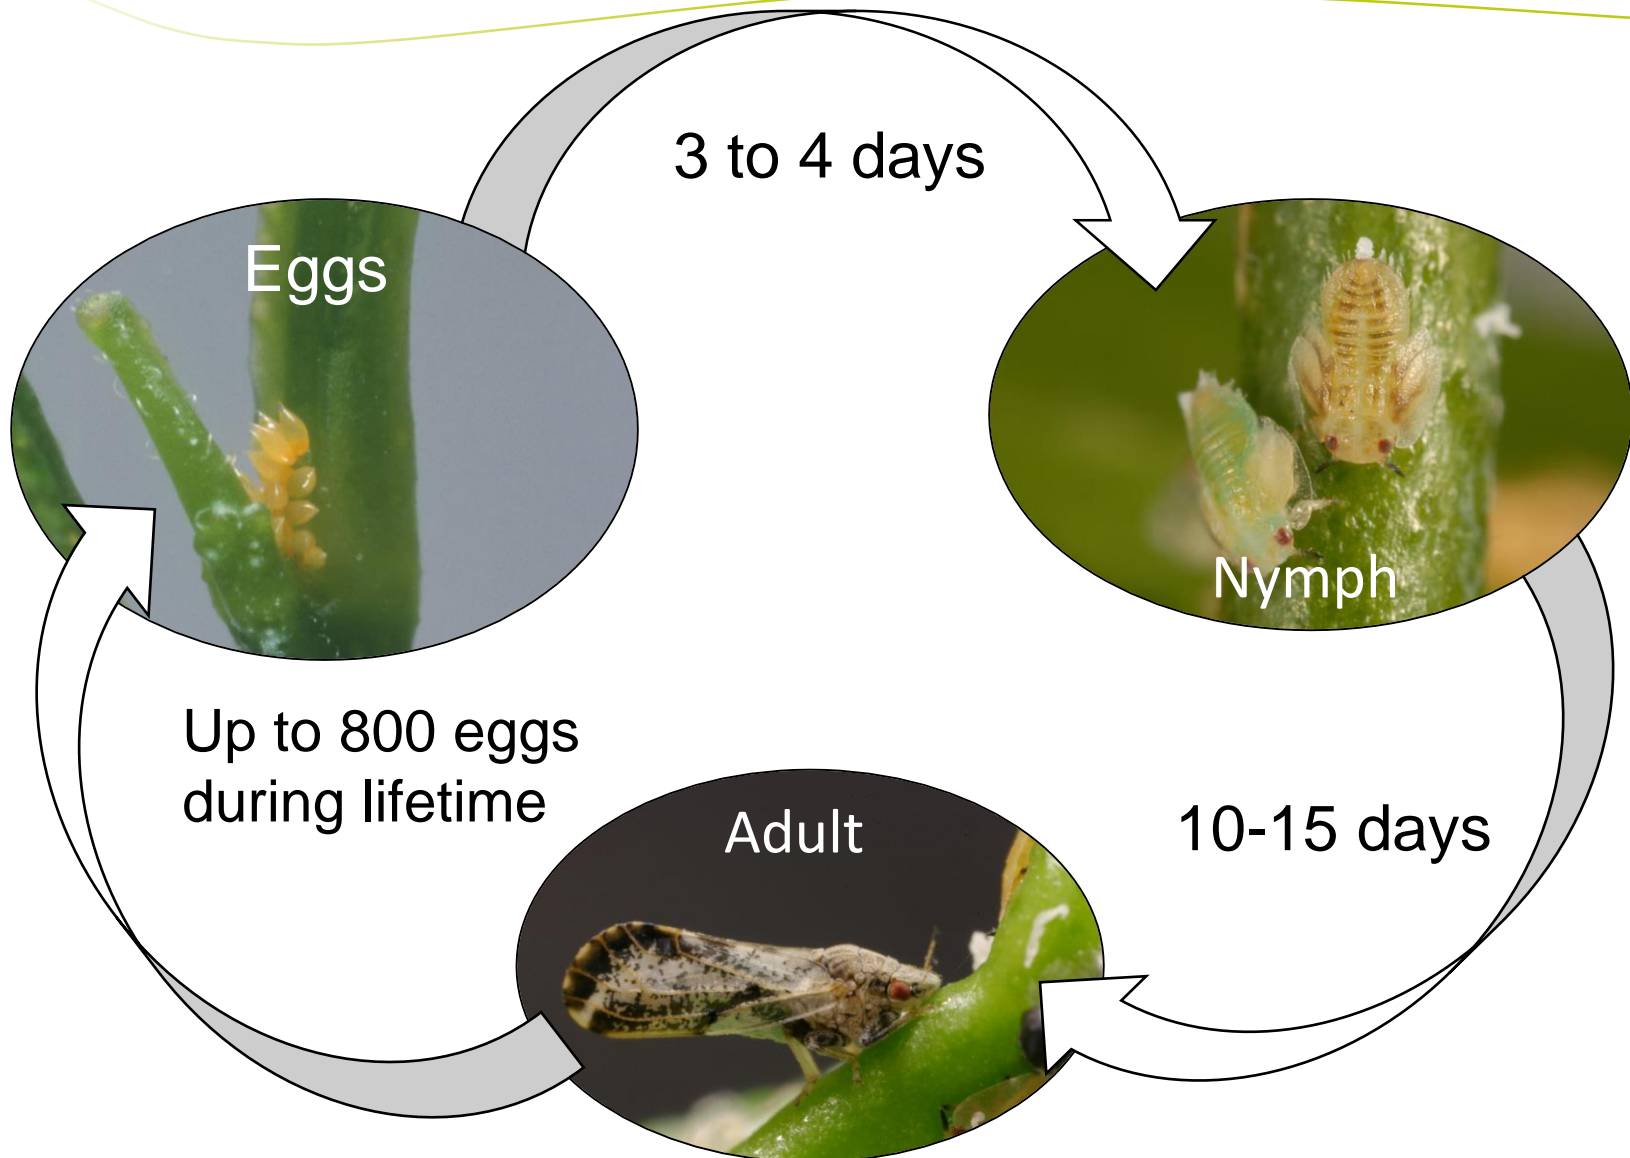 3 to 4 days
Eggs
Nymph
Up to 800 eggs
during lifetime
Adult
10-15 days